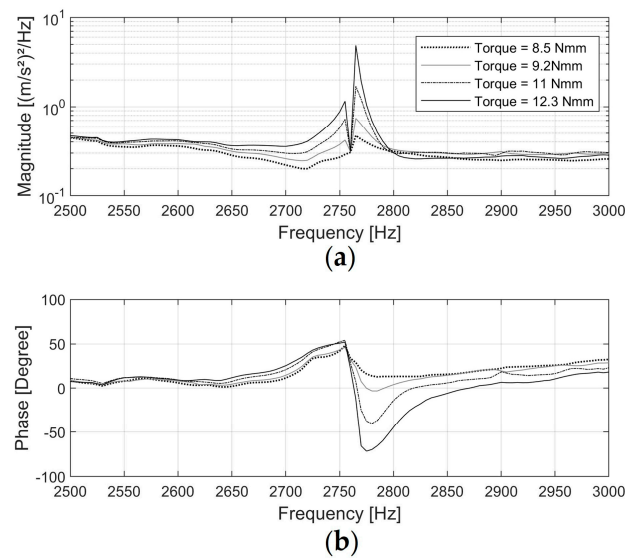 10¹
10⁰
10⁻¹
Magnitude [(m/s²)²/Hz]
Torque = 8.5 Nmm
Torque = 9.2Nmm
Torque = 11 Nmm
Torque = 12.3 Nmm
2500 2550 2600 2650 2700 2750 2800 2850 2900 2950 3000
Frequency [Hz]
(a)
100
50
0
-50
-100
Phase [Degree]
2500 2550 2600 2650 2700 2750 2800 2850 2900 2950 3000
Frequency [Hz]
(b)